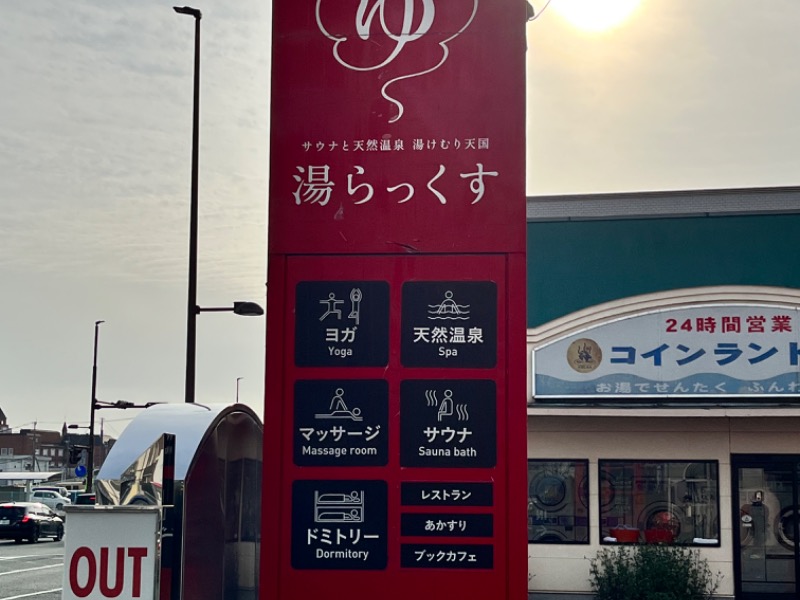 ゆ
サウナと天然温泉 湯けむり天国
湯らっくす
ヨガ
Yoga
天然温泉
Spa
マッサージ
Massage room
サウナ
Sauna bath
ドミトリー
Dormitory
レストラン
あかすり
ブックカフェ
OUT
24時間営業
コインランド
お湯でせんたく ふんわ